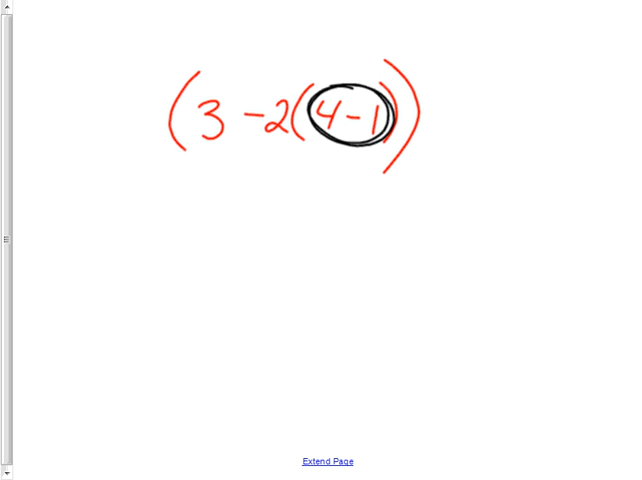 (3 - 2(4 - 1))
Extend Page